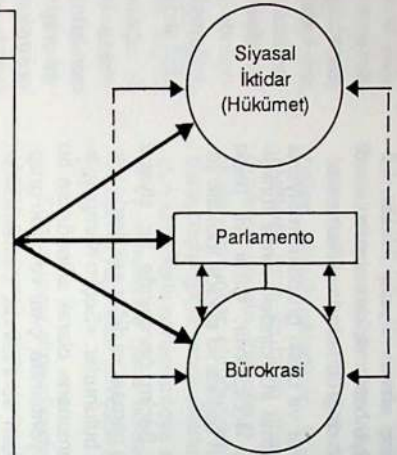 Siyasal
İktidar
(Hükümet)
Parlamento
Bürokrasi